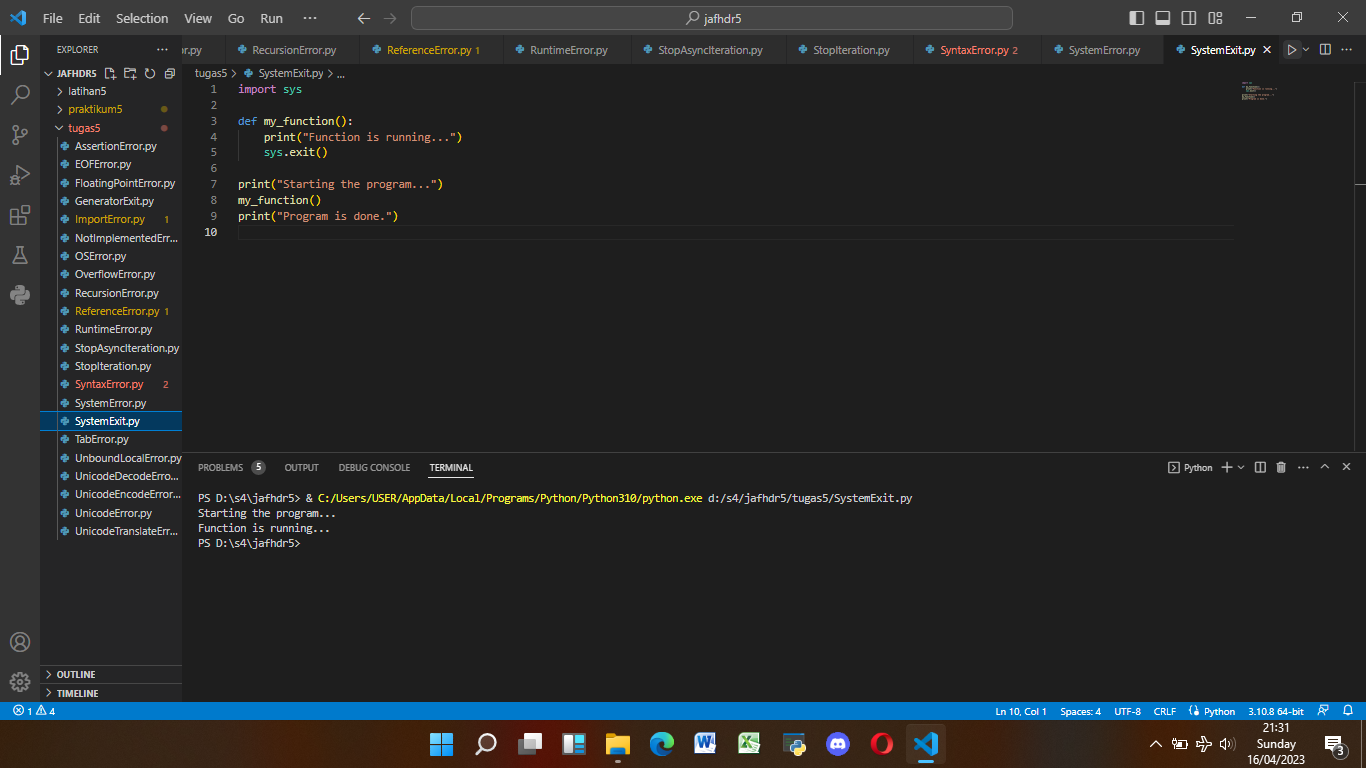 File Edit Selection View Go Run ···
jafhdr5
EXPLORER ···
or.py RecursionError.py ReferenceError.py 1 RuntimeError.py StopAsyncIteration.py StopIteration.py SyntaxError.py 2 SystemError.py SystemExit.py
JAFHDR5
latihan5
praktikum5
tugas5
AssertionError.py
EOFError.py
FloatingPointError.py
GeneratorExit.py
ImportError.py 1
NotImplementedErr...
OSError.py
OverflowError.py
RecursionError.py
ReferenceError.py 1
RuntimeError.py
StopAsyncIteration.py
StopIteration.py
SyntaxError.py 2
SystemError.py
SystemExit.py
TabError.py
UnboundLocalError.py
UnicodeDecodeErro...
UnicodeEncodeError...
UnicodeError.py
UnicodeTranslateErr...
OUTLINE
TIMELINE
tugas5 > SystemExit.py > ...
1 import sys
2
3 def my_function():
4 print("Function is running...")
5 sys.exit()
6
7 print("Starting the program...")
8 my_function()
9 print("Program is done.")
10
PROBLEMS 5 OUTPUT DEBUG CONSOLE TERMINAL
Python
PS D:\s4\jafhdr5> & C:/Users/USER/AppData/Local/Programs/Python/Python310/python.exe d:/s4/jafhdr5/tugas5/SystemExit.py
Starting the program...
Function is running...
PS D:\s4\jafhdr5>
1 4
Ln 10, Col 1 Spaces: 4 UTF-8 CRLF Python 3.10.8 64-bit
21:31
Sunday
16/04/2023
3